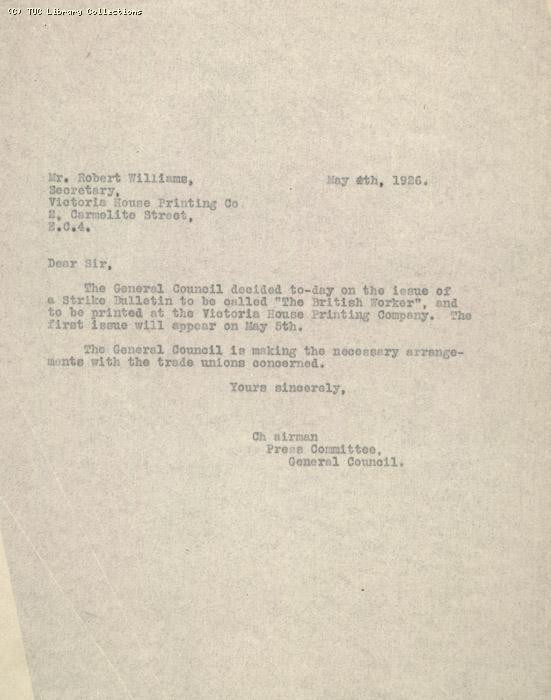 (C) TUC Library Collections
Mr. Robert Williams, May 4th, 1926.
Secretary,
Victoria House Printing Co
2, Carmelite Street,
E.C.4.
Dear Sir,
The General Council decided to-day on the issue of
a Strike Bulletin to be called "The British Worker", and
to be printed at the Victoria House Printing Company. The
first issue will appear on May 5th.
The General Council is making the necessary arrange-
ments with the trade unions concerned.
Yours sincerely,
Ch airman
Press Committee,
General Council.